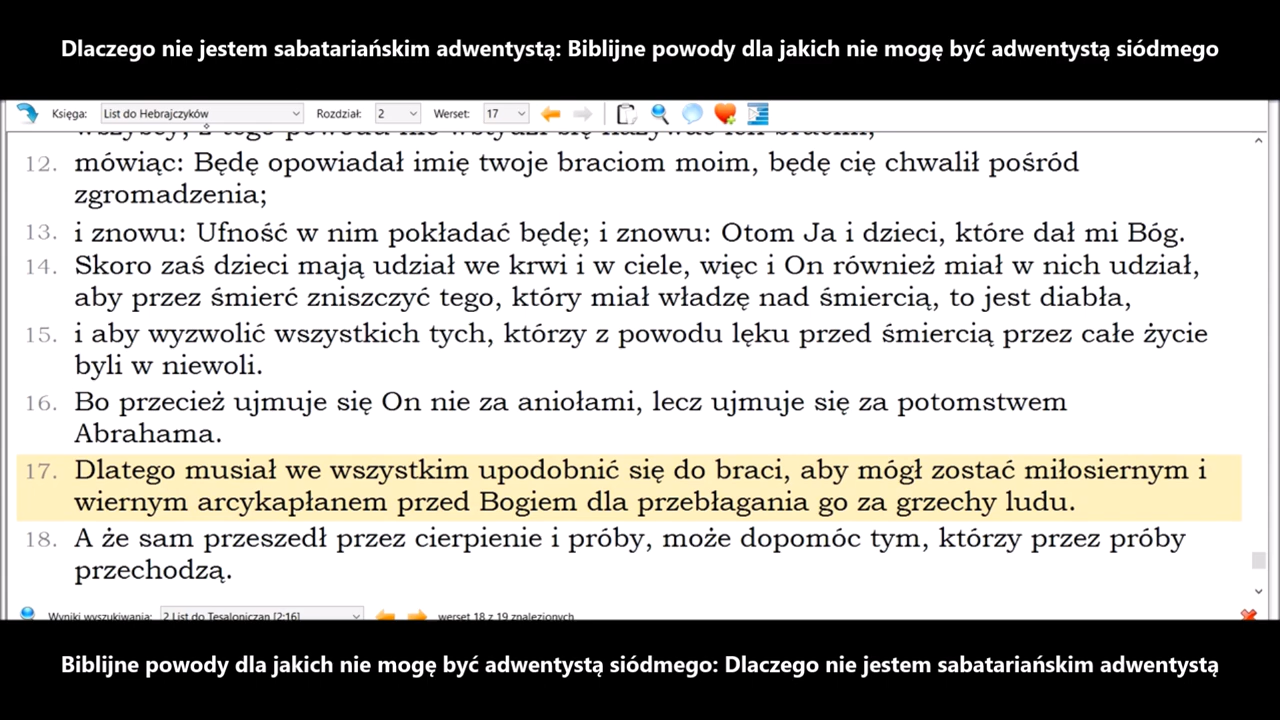 Dlaczego nie jestem sabatariańskim adwentystą: Biblijne powody dla jakich nie mogę być adwentystą siódmego
Księga: List do Hebrajczyków Rozdział: 2 Werset: 17
12. mówiąc: Będę opowiadał imię twoje braciom moim, będę cię chwalił pośród
zgromadzenia;
13. i znowu: Ufność w nim pokładać będę; i znowu: Otom Ja i dzieci, które dał mi Bóg.
14. Skoro zaś dzieci mają udział we krwi i w ciele, więc i On również miał w nich udział,
aby przez śmierć zniszczyć tego, który miał władzę nad śmiercią, to jest diabła,
15. i aby wyzwolić wszystkich tych, którzy z powodu lęku przed śmiercią przez całe życie
byli w niewoli.
16. Bo przecież ujmuje się On nie za aniołami, lecz ujmuje się za potomstwem
Abrahama.
17. Dlatego musiał we wszystkim upodobnić się do braci, aby mógł zostać miłosiernym i
wiernym arcykapłanem przed Bogiem dla przebłagania go za grzechy ludu.
18. A że sam przeszedł przez cierpienie i próby, może dopomóc tym, którzy przez próby
przechodzą.
Wyniki wyszukiwania: 2 List do Tesaloniczan [2:16] werset 18 z 19 znalezionych
Biblijne powody dla jakich nie mogę być adwentystą siódmego: Dlaczego nie jestem sabatariańskim adwentystą